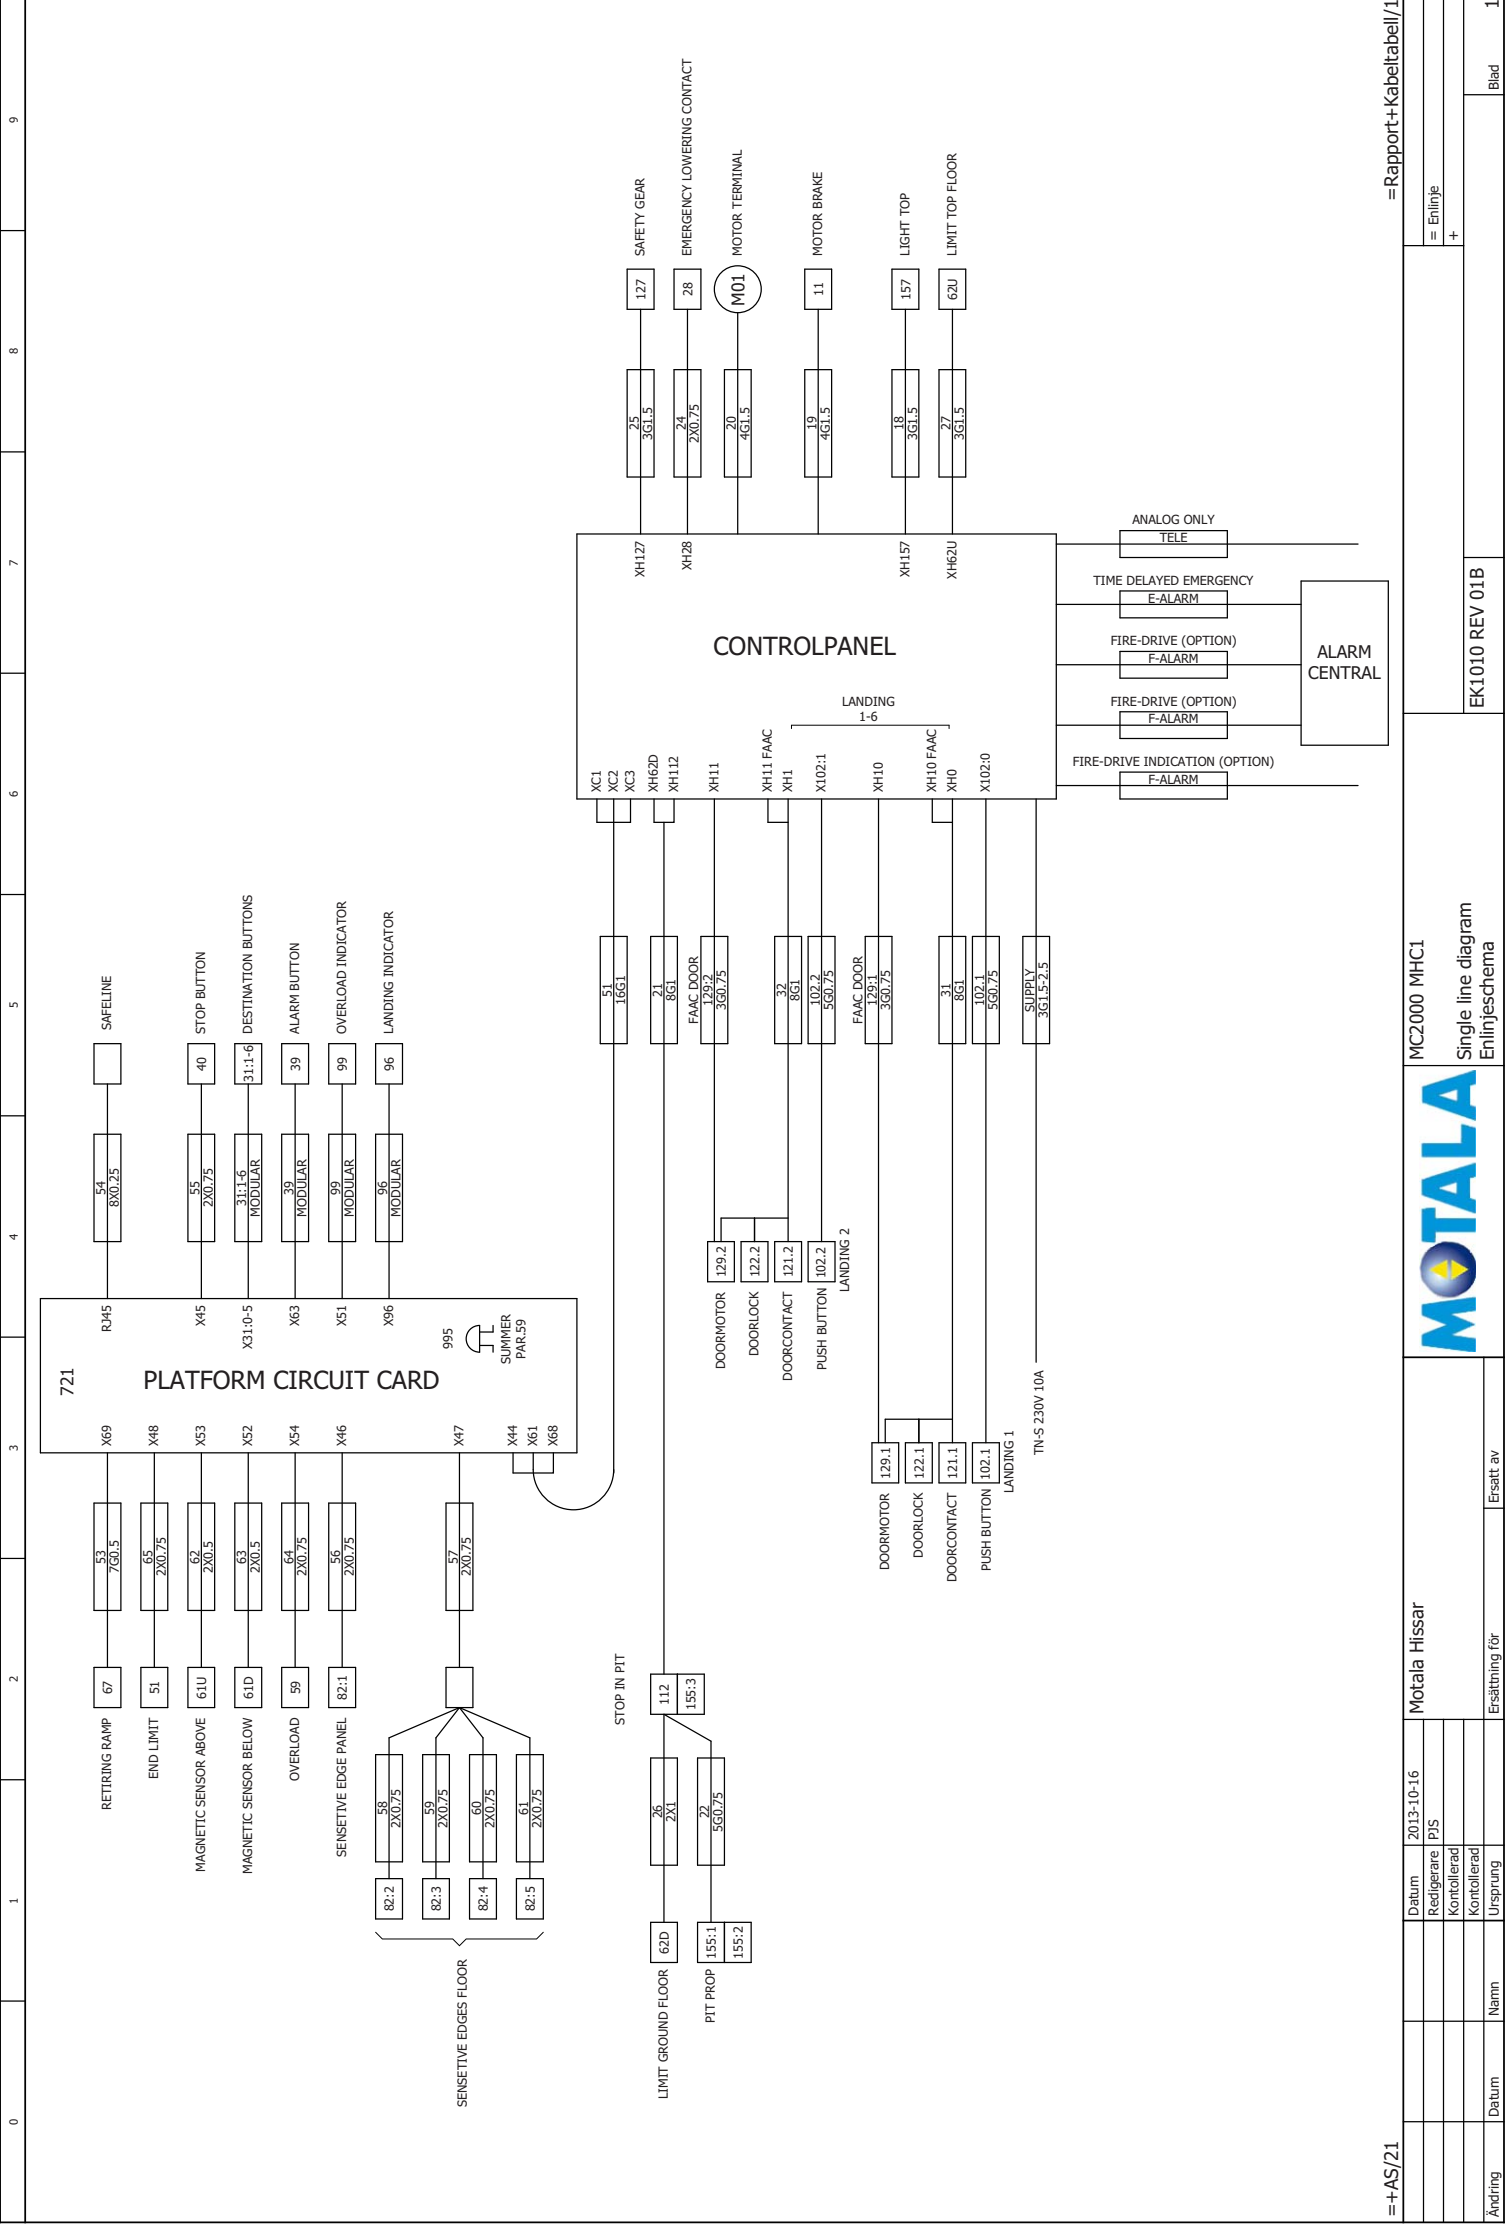 0 1 2 3 4 5 6 7 8 9
721
PLATFORM CIRCUIT CARD
995
SUMMER
PAR.59
RETIRING RAMP 67 53 7G0.5 X69
END LIMIT 51 65 2X0.75 X48
MAGNETIC SENSOR ABOVE 61U 62 2X0.5 X53
MAGNETIC SENSOR BELOW 61D 63 2X0.5 X52
OVERLOAD 59 64 2X0.75 X54
SENSETIVE EDGE PANEL 82:1 56 2X0.75 X46
57 2X0.75 X47
X44
X61
X68
SENSETIVE EDGES FLOOR
82:2 58 2X0.75
82:3 59 2X0.75
82:4 60 2X0.75
82:5 61 2X0.75
RJ45 54 8X0.25 SAFELINE
X45 55 2X0.75 40 STOP BUTTON
X31:0-5 31:1-6 MODULAR 31:1-6 DESTINATION BUTTONS
X63 39 MODULAR 39 ALARM BUTTON
X51 99 MODULAR 99 OVERLOAD INDICATOR
X96 96 MODULAR 96 LANDING INDICATOR
STOP IN PIT
112
155:3
LIMIT GROUND FLOOR 62D 26 2X1
PIT PROP 155:1 22 5G0.75
155:2
51 16G1
21 8G1
FAAC DOOR
129:2 3G0.75
32 8G1
102.2 5G0.75
FAAC DOOR
129:1 3G0.75
31 8G1
102.1 5G0.75
SUPPLY 3G1.5-2.5
DOORMOTOR 129.2
DOORLOCK 122.2
DOORCONTACT 121.2
PUSH BUTTON 102.2
LANDING 2
DOORMOTOR 129.1
DOORLOCK 122.1
DOORCONTACT 121.1
PUSH BUTTON 102.1
LANDING 1
TN-S 230V 10A
XC1
XC2
XC3
XH62D
XH112
XH11
XH11 FAAC
XH1
X102:1
XH10
XH10 FAAC
XH0
X102:0
LANDING
1-6
CONTROLPANEL
XH127 25 3G1.5 127 SAFETY GEAR
XH28 24 2X0.75 28 EMERGENCY LOWERING CONTACT
20 4G1.5 M01 MOTOR TERMINAL
19 4G1.5 11 MOTOR BRAKE
XH157 18 3G1.5 157 LIGHT TOP
XH62U 27 3G1.5 62U LIMIT TOP FLOOR
ANALOG ONLY
TELE
TIME DELAYED EMERGENCY
E-ALARM
FIRE-DRIVE (OPTION)
F-ALARM
FIRE-DRIVE (OPTION)
F-ALARM
FIRE-DRIVE INDICATION (OPTION)
F-ALARM
ALARM
CENTRAL
=+AS/21
=Rapport+Kabeltabell/1
Datum 2013-10-16
Redigerare PJS
Kontollerad
Kontollerad
Ändring Datum Namn Ursprung
Motala Hissar
Ersättning för Ersatt av
MOTALA
MC2000 MHC1
Single line diagram
Enlinjeschema
EK1010 REV 01B
= Enlinje
+
Blad 1